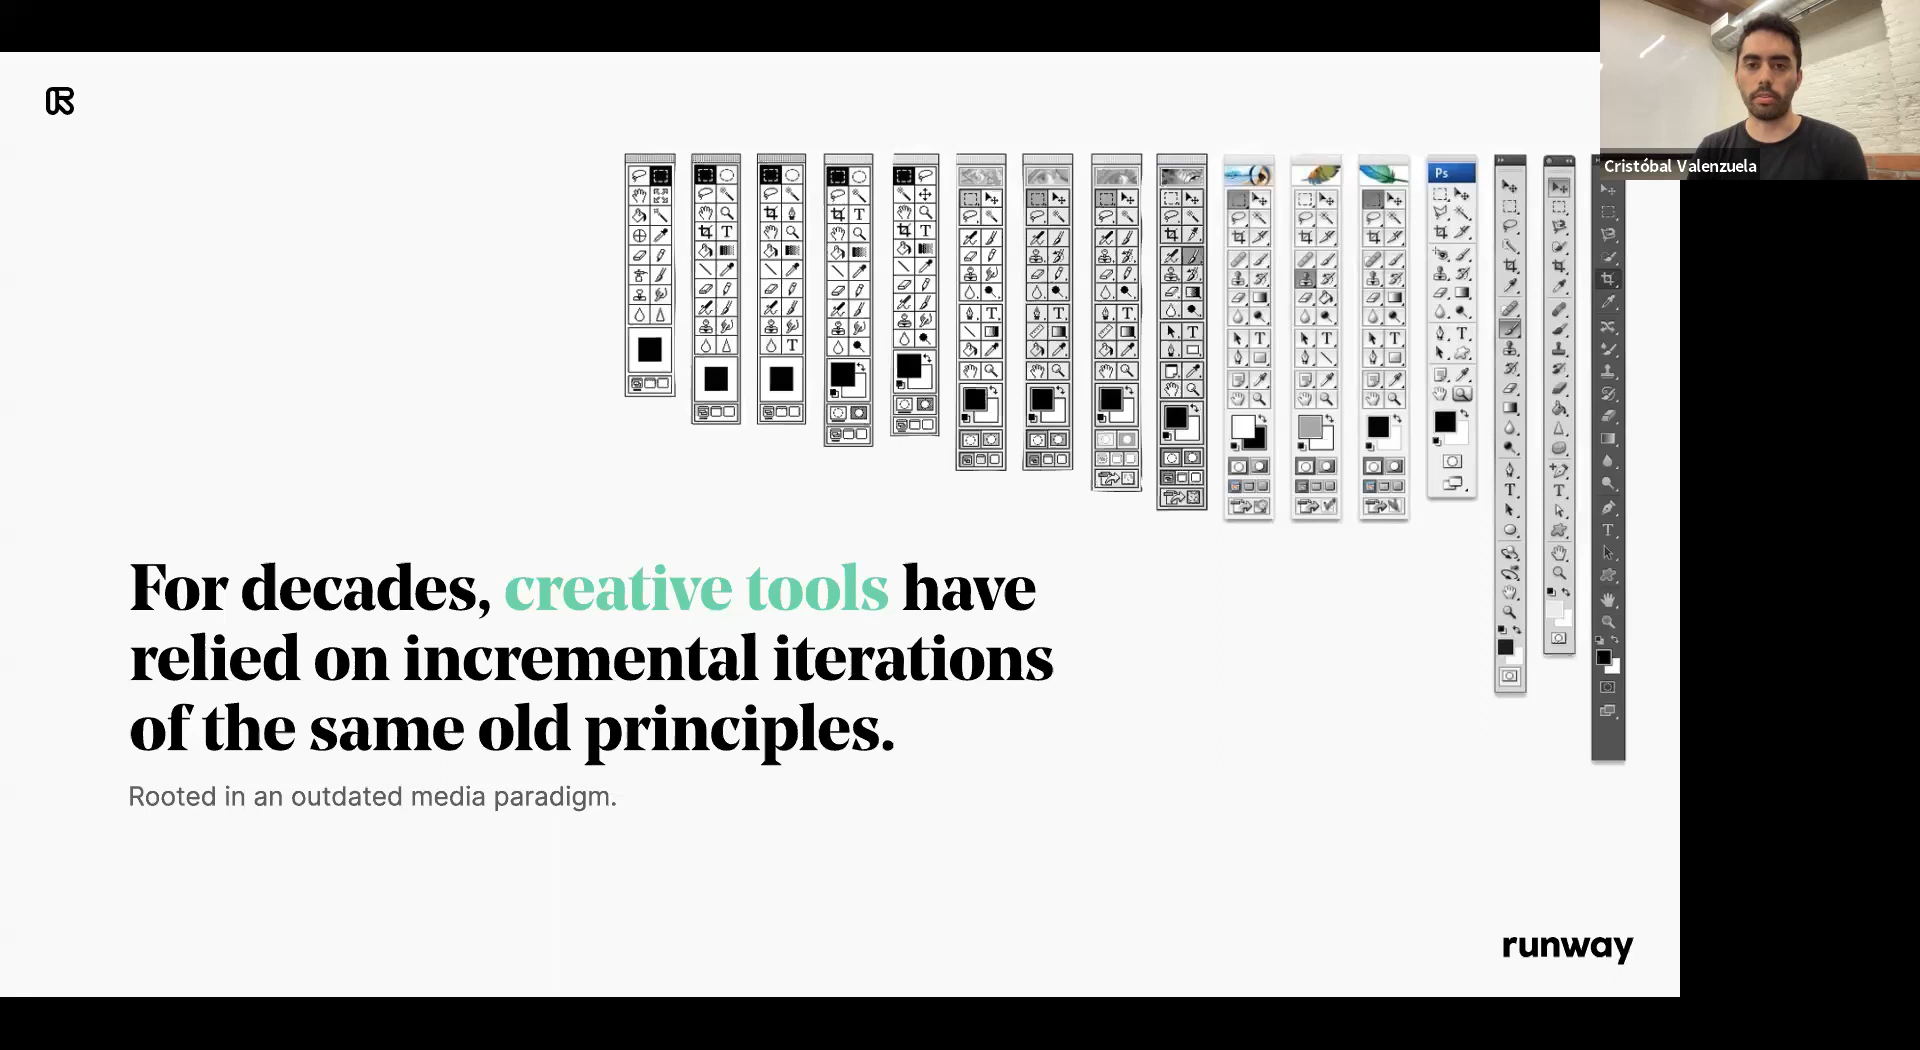 Cristóbal Valenzuela
Ps
For decades, creative tools have
relied on incremental iterations
of the same old principles.
Rooted in an outdated media paradigm.
runway